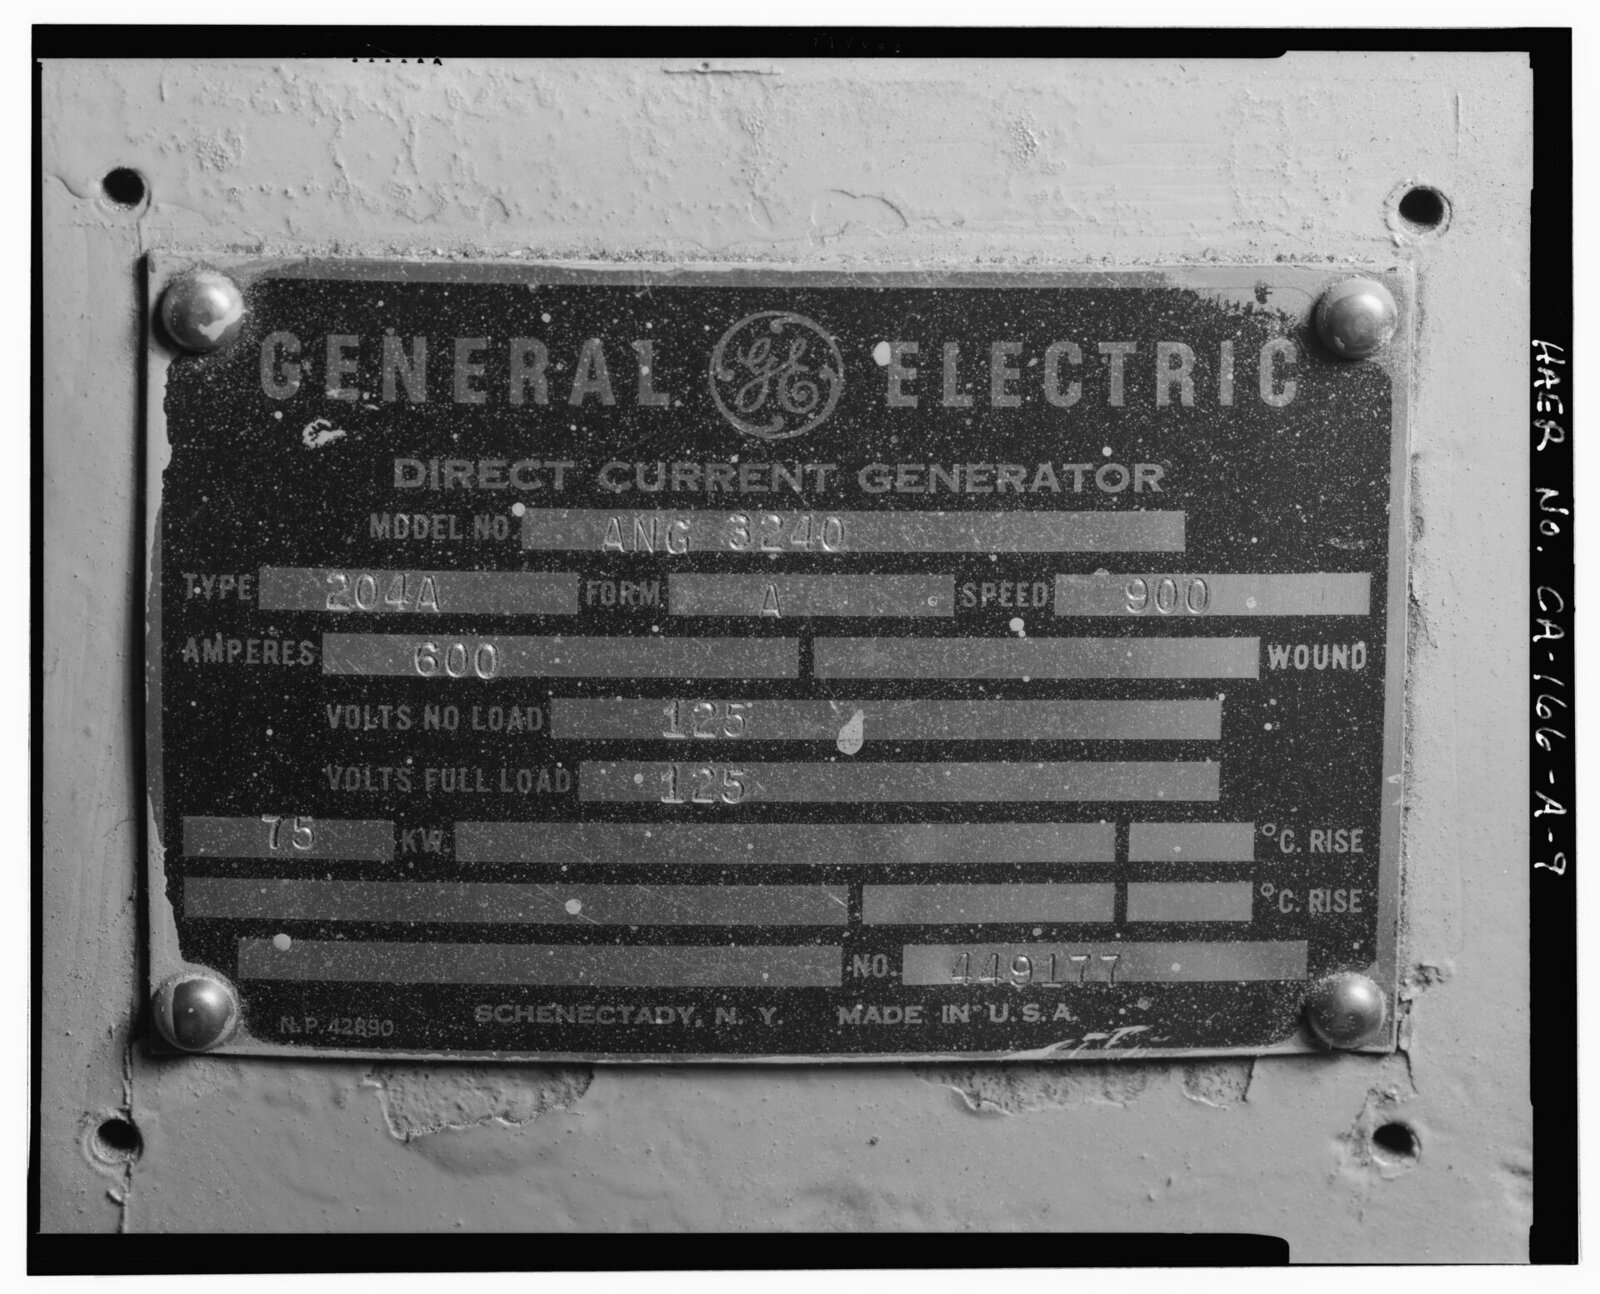 GENERAL GE ELECTRIC
DIRECT CURRENT GENERATOR
MODEL NO. ANG 3240
TYPE 204A FORM A SPEED 900
AMPERES 600 WOUND
VOLTS NO LOAD 125
VOLTS FULL LOAD 125
75 KW. °C. RISE
°C. RISE
NO. 449177
N.P. 42890 SCHENECTADY, N. Y. MADE IN U.S.A.
HAER No. CA-166-A-9